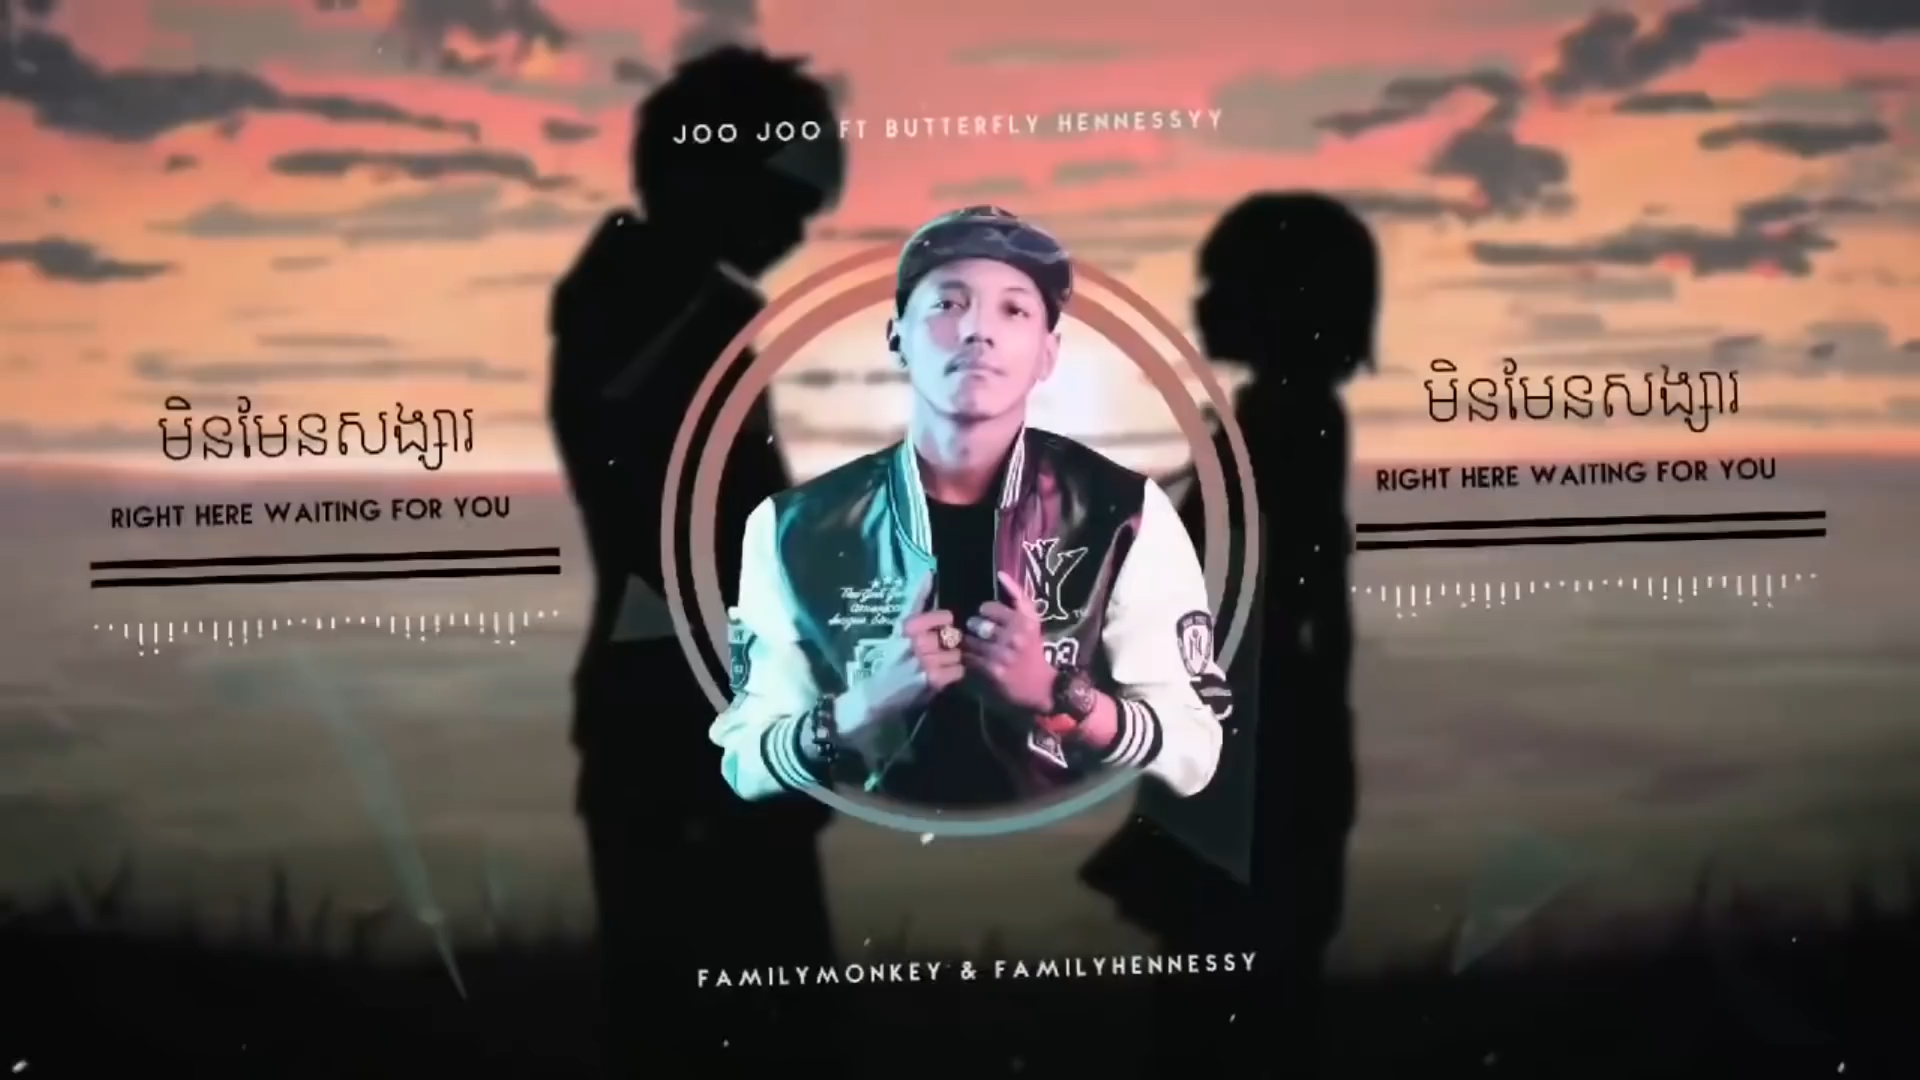 JOO JOO FT BUTTERFLY HENNESSYY
មិនមែនសង្សារ
RIGHT HERE WAITING FOR YOU
មិនមែនសង្សារ
RIGHT HERE WAITING FOR YOU
NY
FAMILYMONKEY & FAMILYHENNESSY